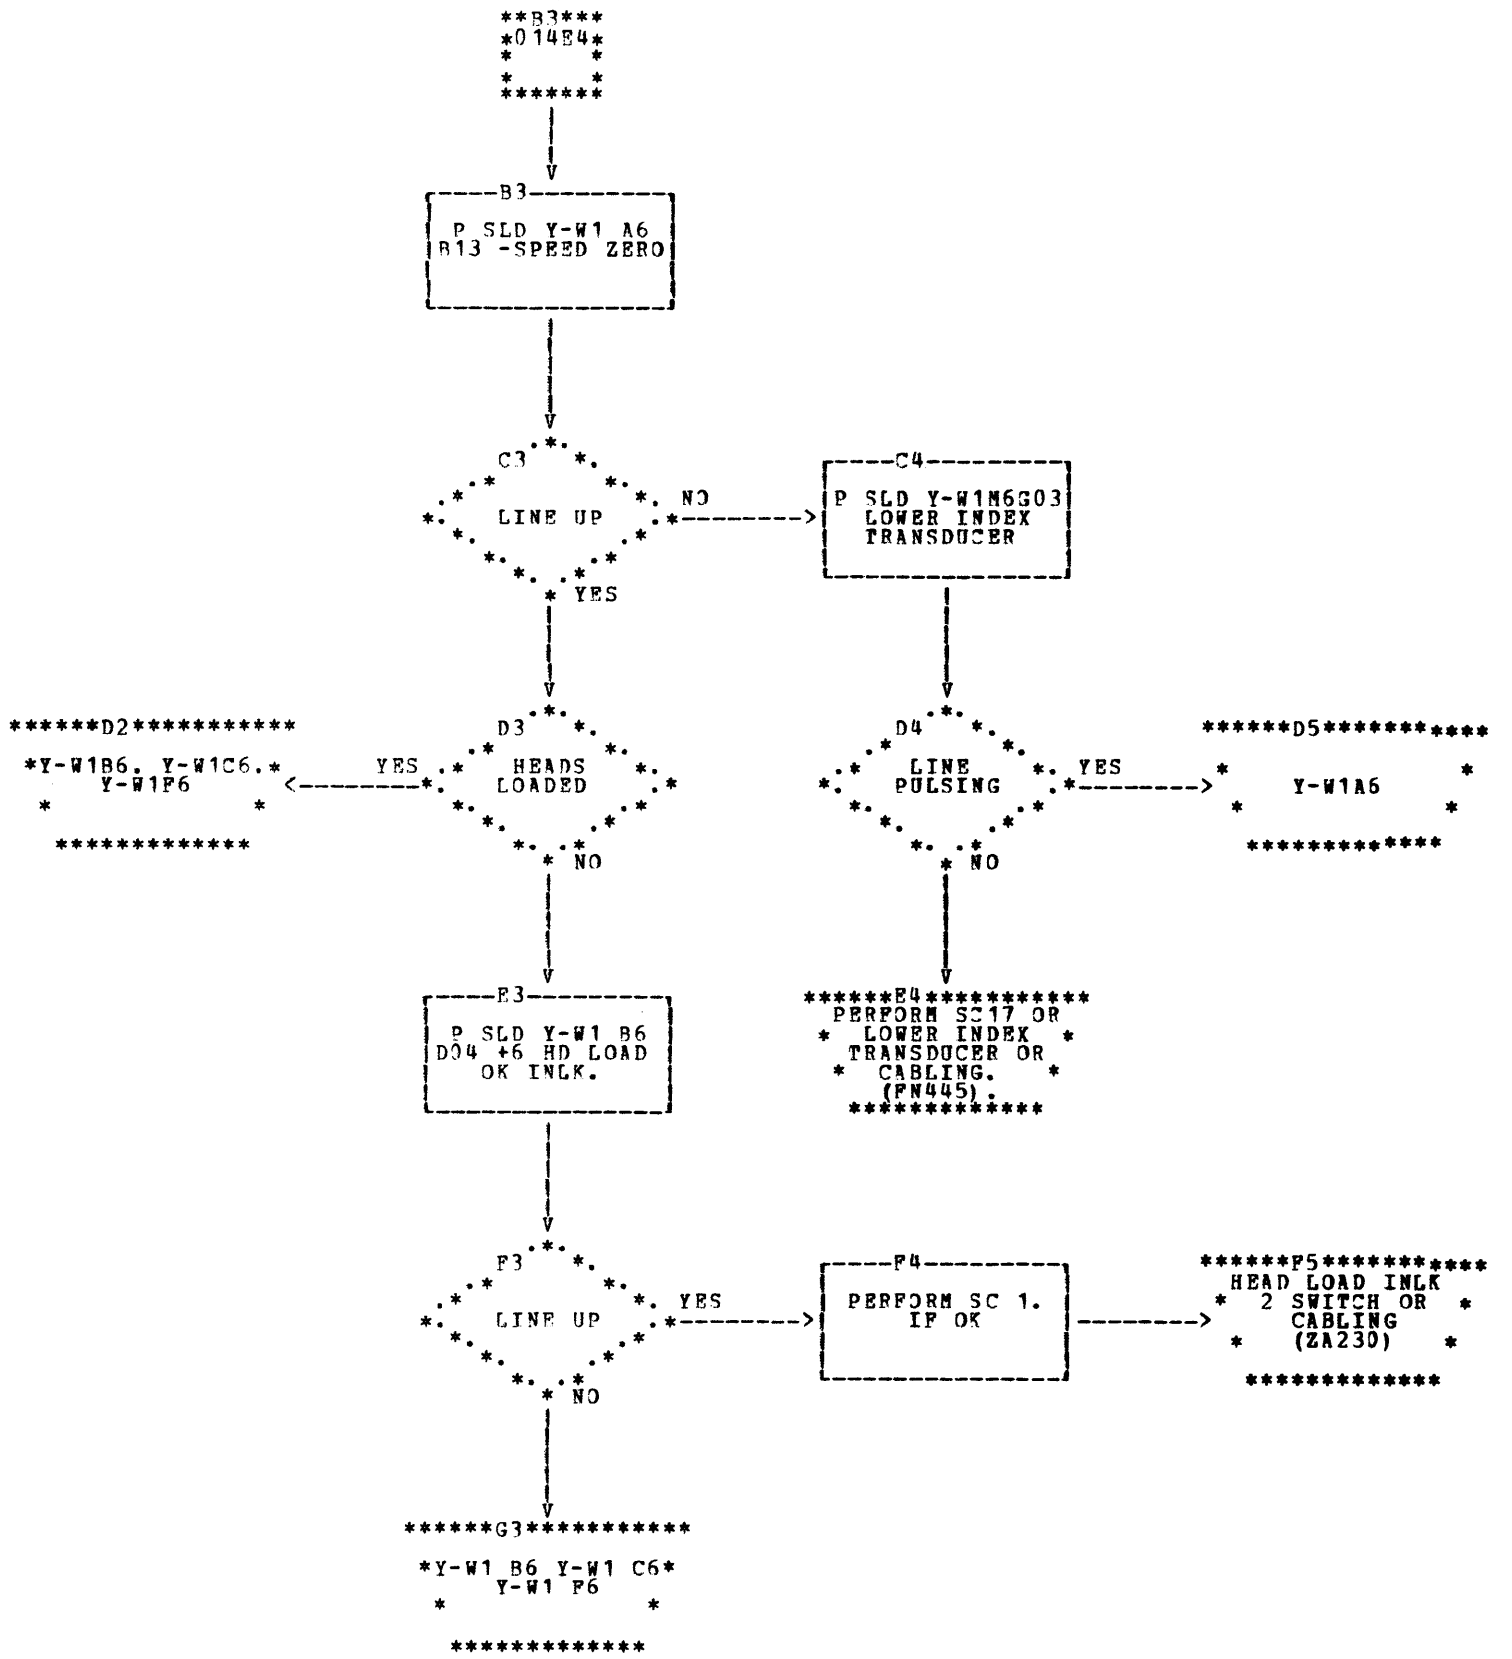 **B3***
*014E4*
* *
* *
*******
B3
P SLD Y-W1 A6
B13 -SPEED ZERO
C3
LINE UP
NO
YES
C4
P SLD Y-W1M6G03
LOWER INDEX
TRANSDUCER
******D2***********
*Y-W1B6. Y-W1C6.*
Y-W1F6
* *
*************
YES
D3
HEADS
LOADED
NO
D4
LINE
PULSING
YES
NO
******D5***********
* *
Y-W1A6
* *
*************
E3
P SLD Y-W1 B6
D04 +6 HD LOAD
OK INLK.
******E4***********
PERFORM SC17 OR
* LOWER INDEX *
TRANSDUCER OR
* CABLING. *
(FN445).
*************
F3
LINE UP
YES
NO
F4
PERFORM SC 1.
IF OK
******F5***********
HEAD LOAD INLK
* 2 SWITCH OR *
CABLING
* (ZA230) *
*************
******G3***********
*Y-W1 B6 Y-W1 C6*
Y-W1 F6
* *
*************